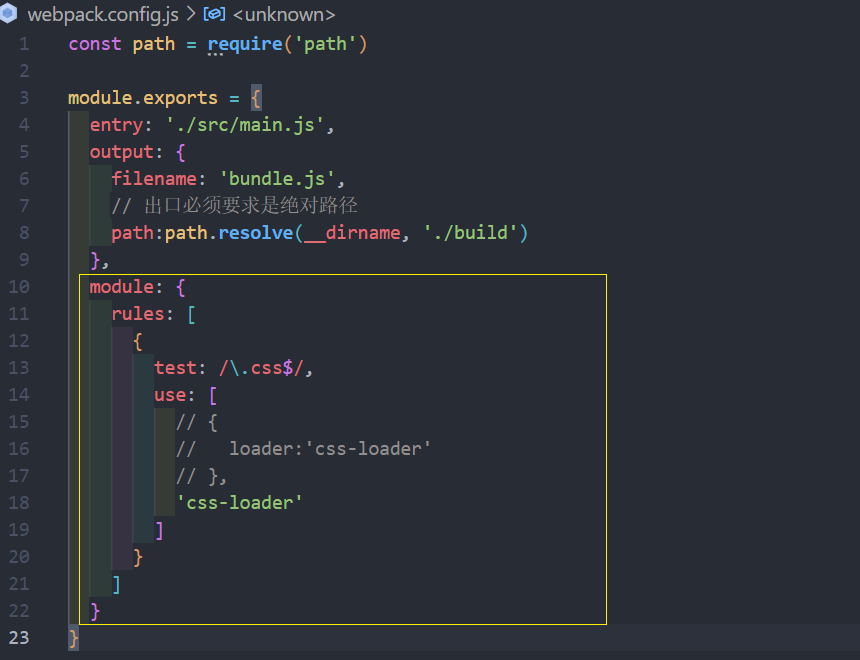 webpack.config.js > <unknown>
1 const path = require('path')
2
3 module.exports = {
4 entry: './src/main.js',
5 output: {
6 filename: 'bundle.js',
7 // 出口必须要求是绝对路径
8 path:path.resolve(__dirname, './build')
9 },
10 module: {
11 rules: [
12 {
13 test: /\.css$/,
14 use: [
15 // {
16 //   loader:'css-loader'
17 // },
18 'css-loader'
19 ]
20 }
21 ]
22 }
23 }